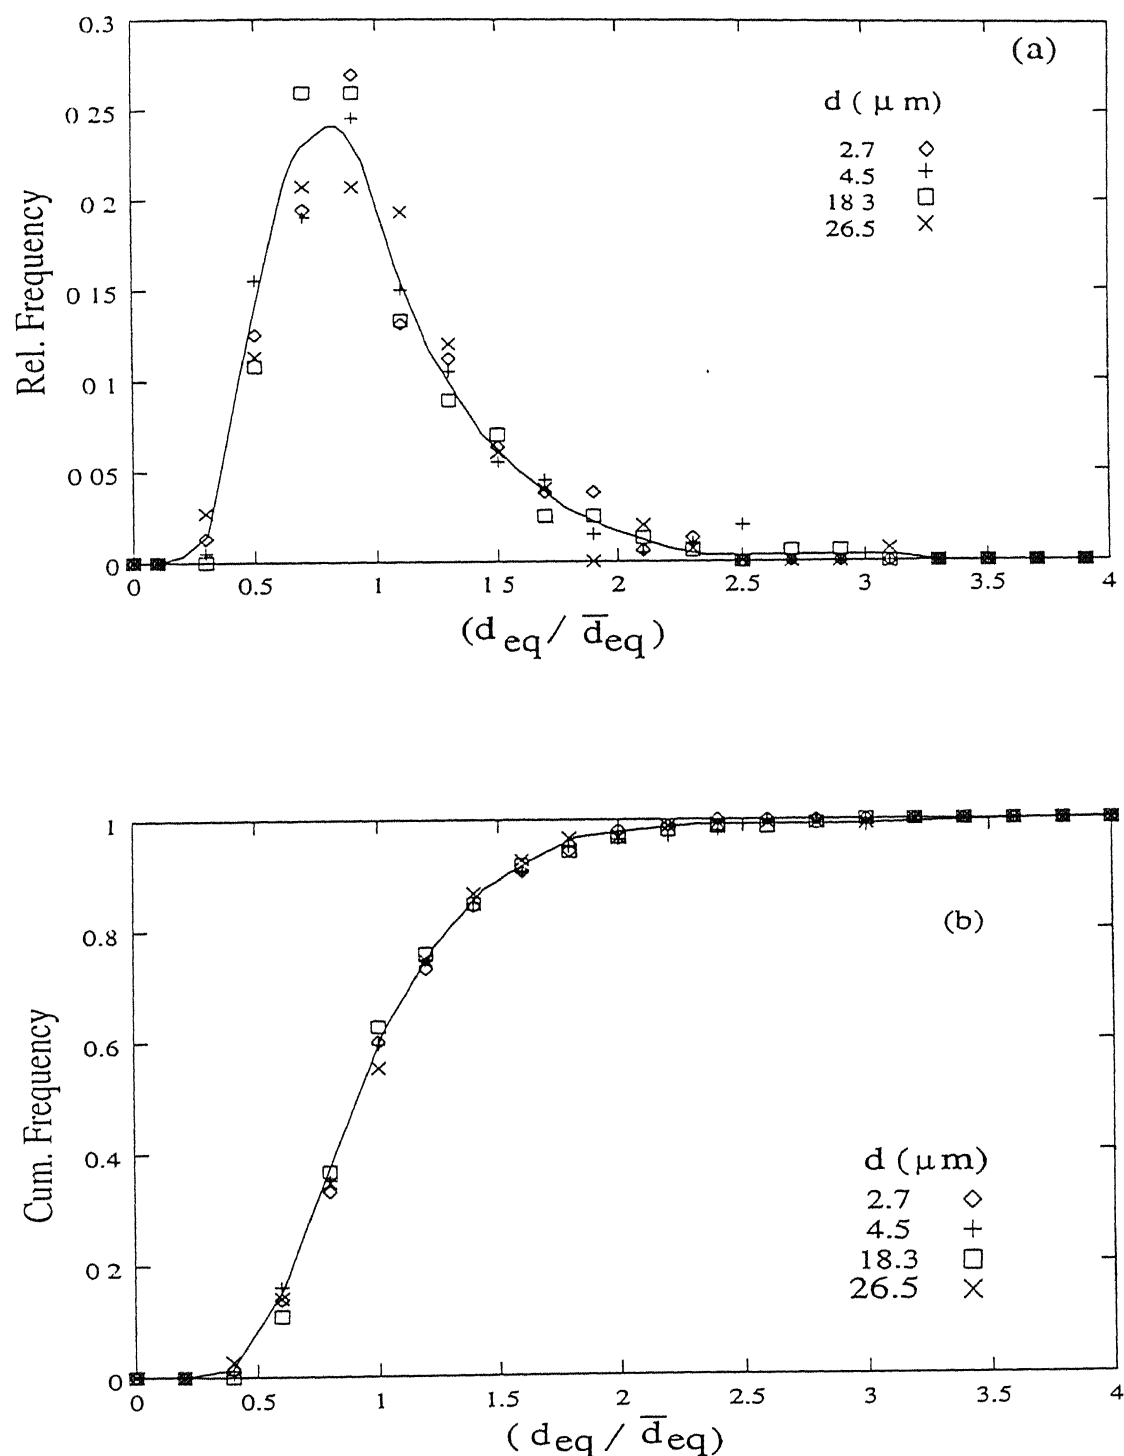 0.3
(a)
0 25
d ( μ m)
2.7
4.5
0 2
18 3
26.5
Rel. Frequency
0 15
0 1
0 05
0
0 0.5 1 1 5 2 2.5 3 3.5 4
(d eq / d̅ eq)
1
0.8
(b)
0.6
Cum. Frequency
0.4
d (μm)
2.7
4.5
0 2
18.3
26.5
0
0 0.5 1 1.5 2 2.5 3 3.5 4
( d eq / d̅ eq)